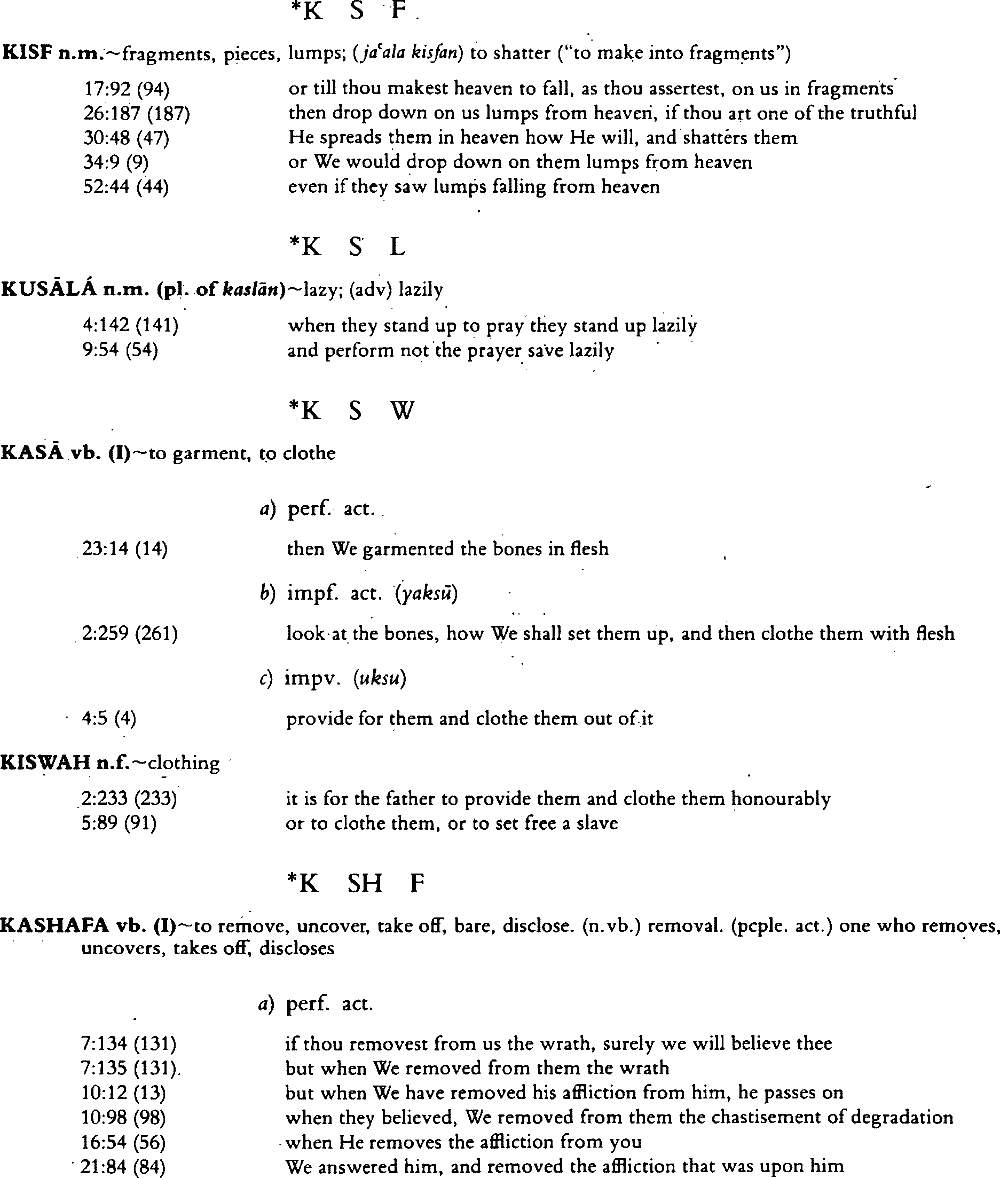 *K S F
KISF n.m.~fragments, pieces, lumps; (jaʿala kisfan) to shatter ("to make into fragments")
17:92 (94) or till thou makest heaven to fall, as thou assertest, on us in fragments
26:187 (187) then drop down on us lumps from heaven, if thou art one of the truthful
30:48 (47) He spreads them in heaven how He will, and shatters them
34:9 (9) or We would drop down on them lumps from heaven
52:44 (44) even if they saw lumps falling from heaven
*K S L
KUSĀLÁ n.m. (pl. of kaslān)~lazy; (adv) lazily
4:142 (141) when they stand up to pray they stand up lazily
9:54 (54) and perform not the prayer save lazily
*K S W
KASĀ vb. (I)~to garment, to clothe
a) perf. act.
23:14 (14) then We garmented the bones in flesh
b) impf. act. (yaksū)
2:259 (261) look at the bones, how We shall set them up, and then clothe them with flesh
c) impv. (uksu)
4:5 (4) provide for them and clothe them out of it
KISWAH n.f.~clothing
2:233 (233) it is for the father to provide them and clothe them honourably
5:89 (91) or to clothe them, or to set free a slave
*K SH F
KASHAFA vb. (I)~to remove, uncover, take off, bare, disclose. (n.vb.) removal. (pcple. act.) one who removes,
uncovers, takes off, discloses
a) perf. act.
7:134 (131) if thou removest from us the wrath, surely we will believe thee
7:135 (131) but when We removed from them the wrath
10:12 (13) but when We have removed his affliction from him, he passes on
10:98 (98) when they believed, We removed from them the chastisement of degradation
16:54 (56) when He removes the affliction from you
21:84 (84) We answered him, and removed the affliction that was upon him